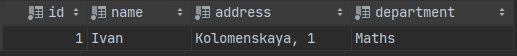 id name address department
1 Ivan Kolomenskaya, 1 Maths